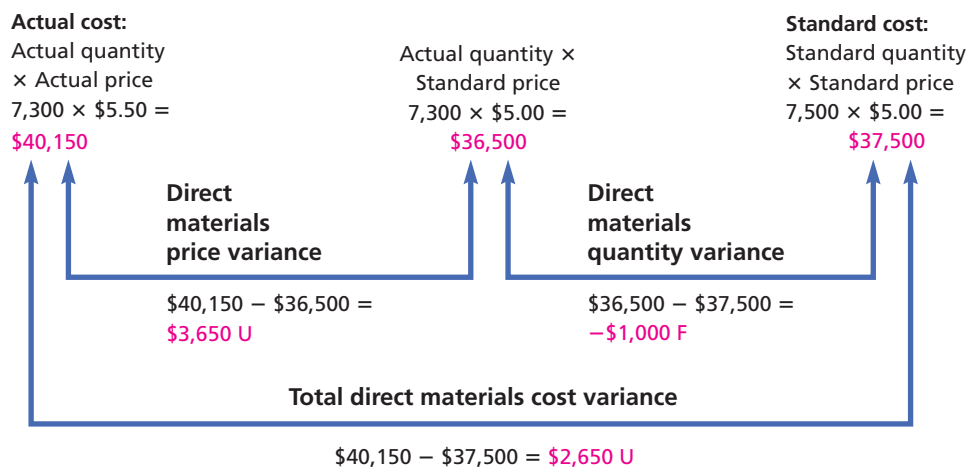 Actual cost:
Actual quantity
× Actual price
7,300 × $5.50 =
$40,150
Actual quantity ×
Standard price
7,300 × $5.00 =
$36,500
Standard cost:
Standard quantity
× Standard price
7,500 × $5.00 =
$37,500
Direct
materials
price variance
$40,150 − $36,500 =
$3,650 U
Direct
materials
quantity variance
$36,500 − $37,500 =
−$1,000 F
Total direct materials cost variance
$40,150 − $37,500 = $2,650 U